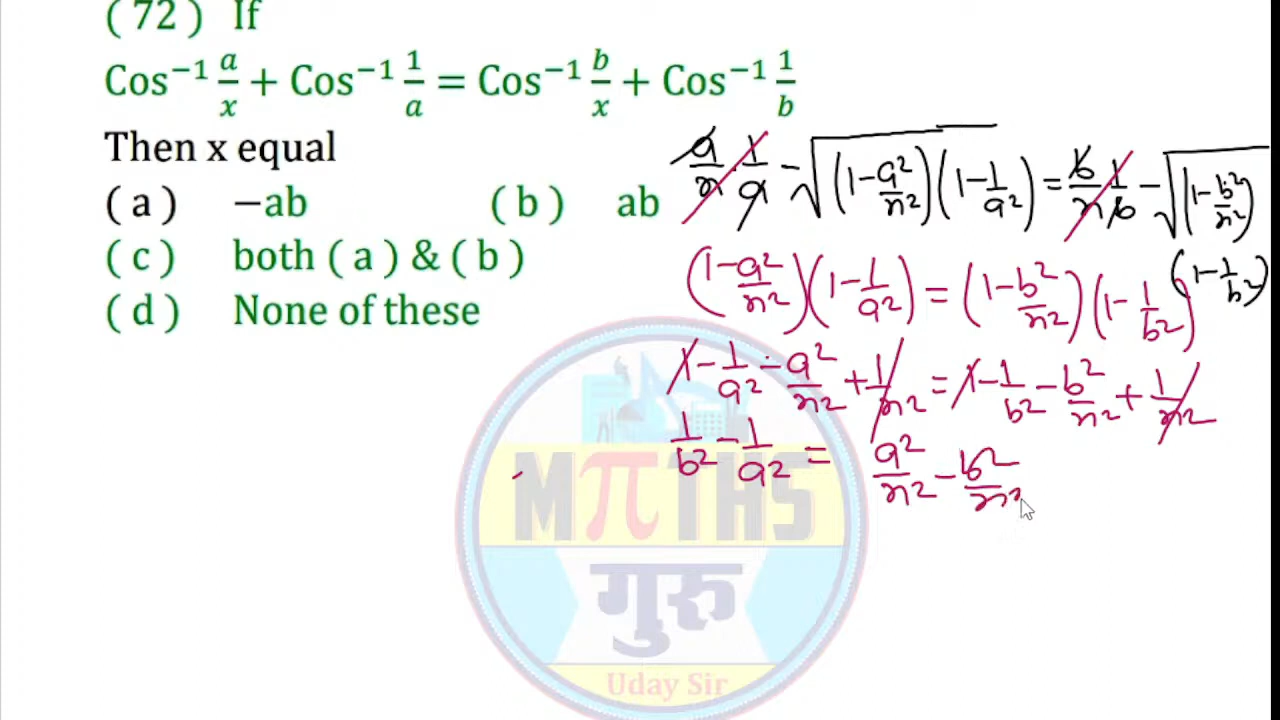 ( 72 ) If
Cos⁻¹ a/x + Cos⁻¹ 1/a = Cos⁻¹ b/x + Cos⁻¹ 1/b
Then x equal
( a ) −ab ( b ) ab
( c ) both ( a ) & ( b )
( d ) None of these
a/x · 1/a − √(1−a²/x²)(1−1/a²) = b/x · 1/b − √(1−b²/x²)
(1−1/b²)
(1−a²/x²)(1−1/a²) = (1−b²/x²)(1−1/b²)
1−1/a²−a²/x²+1/x² = 1−1/b²−b²/x²+1/x²
1/b²−1/a² = a²/x²−b²/x²
MπTHS
गुरु
Uday Sir